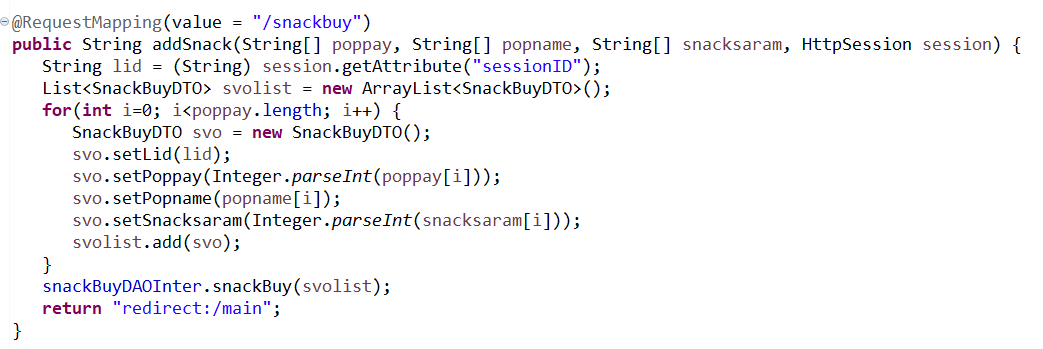 @RequestMapping(value = "/snackbuy")
public String addSnack(String[] poppay, String[] popname, String[] snacksaram, HttpSession session) {
String lid = (String) session.getAttribute("sessionID");
List<SnackBuyDTO> svolist = new ArrayList<SnackBuyDTO>();
for(int i=0; i<poppay.length; i++) {
SnackBuyDTO svo = new SnackBuyDTO();
svo.setLid(lid);
svo.setPoppay(Integer.parseInt(poppay[i]));
svo.setPopname(popname[i]);
svo.setSnacksaram(Integer.parseInt(snacksaram[i]));
svolist.add(svo);
}
snackBuyDAOInter.snackBuy(svolist);
return "redirect:/main";
}